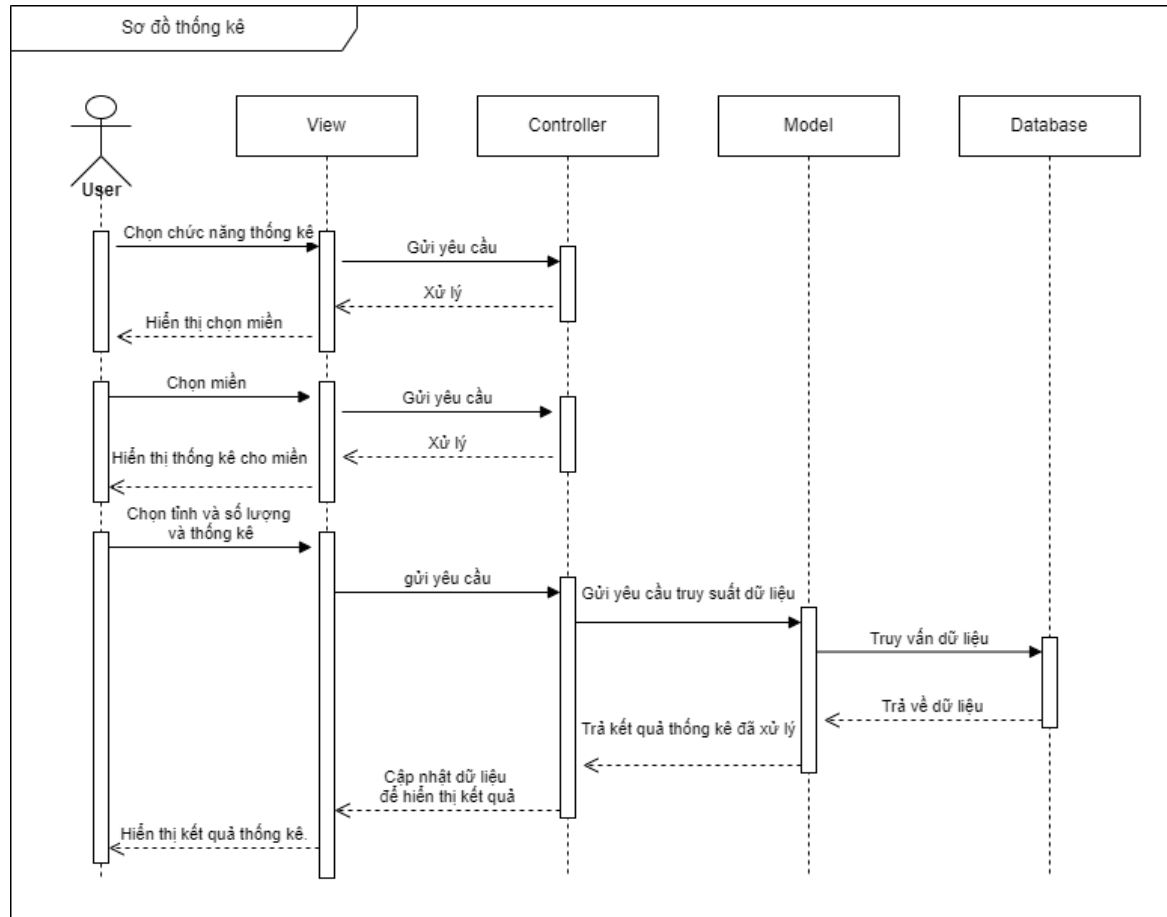 Sơ đồ thống kê
View
Controller
Model
Database
User
Chọn chức năng thống kê
Gửi yêu cầu
Xử lý
Hiển thị chọn miền
Chọn miền
Gửi yêu cầu
Xử lý
Hiển thị thống kê cho miền
Chọn tỉnh và số lượng
và thống kê
gửi yêu cầu
Gửi yêu cầu truy suất dữ liệu
Truy vấn dữ liệu
Trả về dữ liệu
Trả kết quả thống kê đã xử lý
Cập nhật dữ liệu
để hiển thị kết quả
Hiển thị kết quả thống kê.